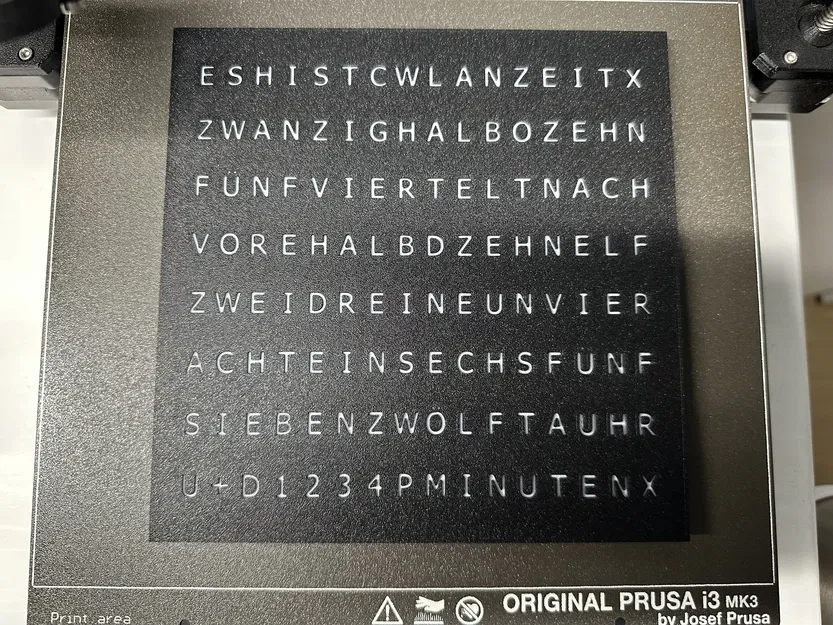 ESHISTCWLANZEITX
ZWANZIGHALBOZEHN
FÜNFVIERTELTNACH
VOREHALBDZEHNELF
ZWEIDREINEUNVIER
ACHTEINSECHSFÜNF
SIEBENZWOLFTAUHR
U+D1234PMINUTENX
Print area
ORIGINAL PRUSA i3 MK3
by Josef Prusa